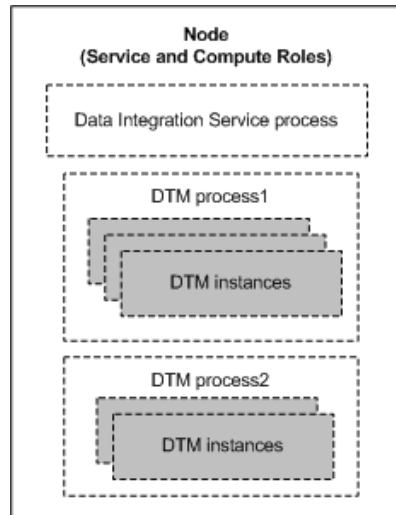 Node
(Service and Compute Roles)
Data Integration Service process
DTM process1
DTM instances
DTM process2
DTM instances